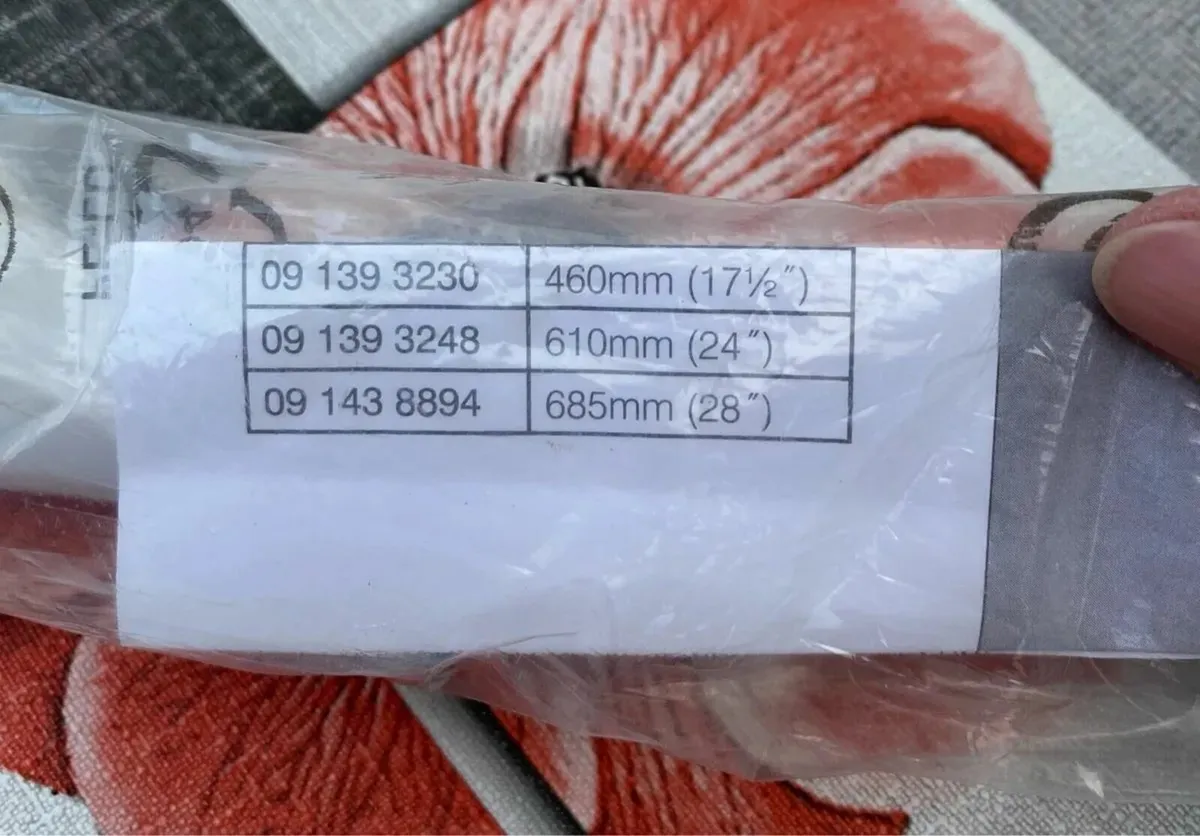 09 139 3230 460mm (17½″)
09 139 3248 610mm (24″)
09 143 8894 685mm (28″)